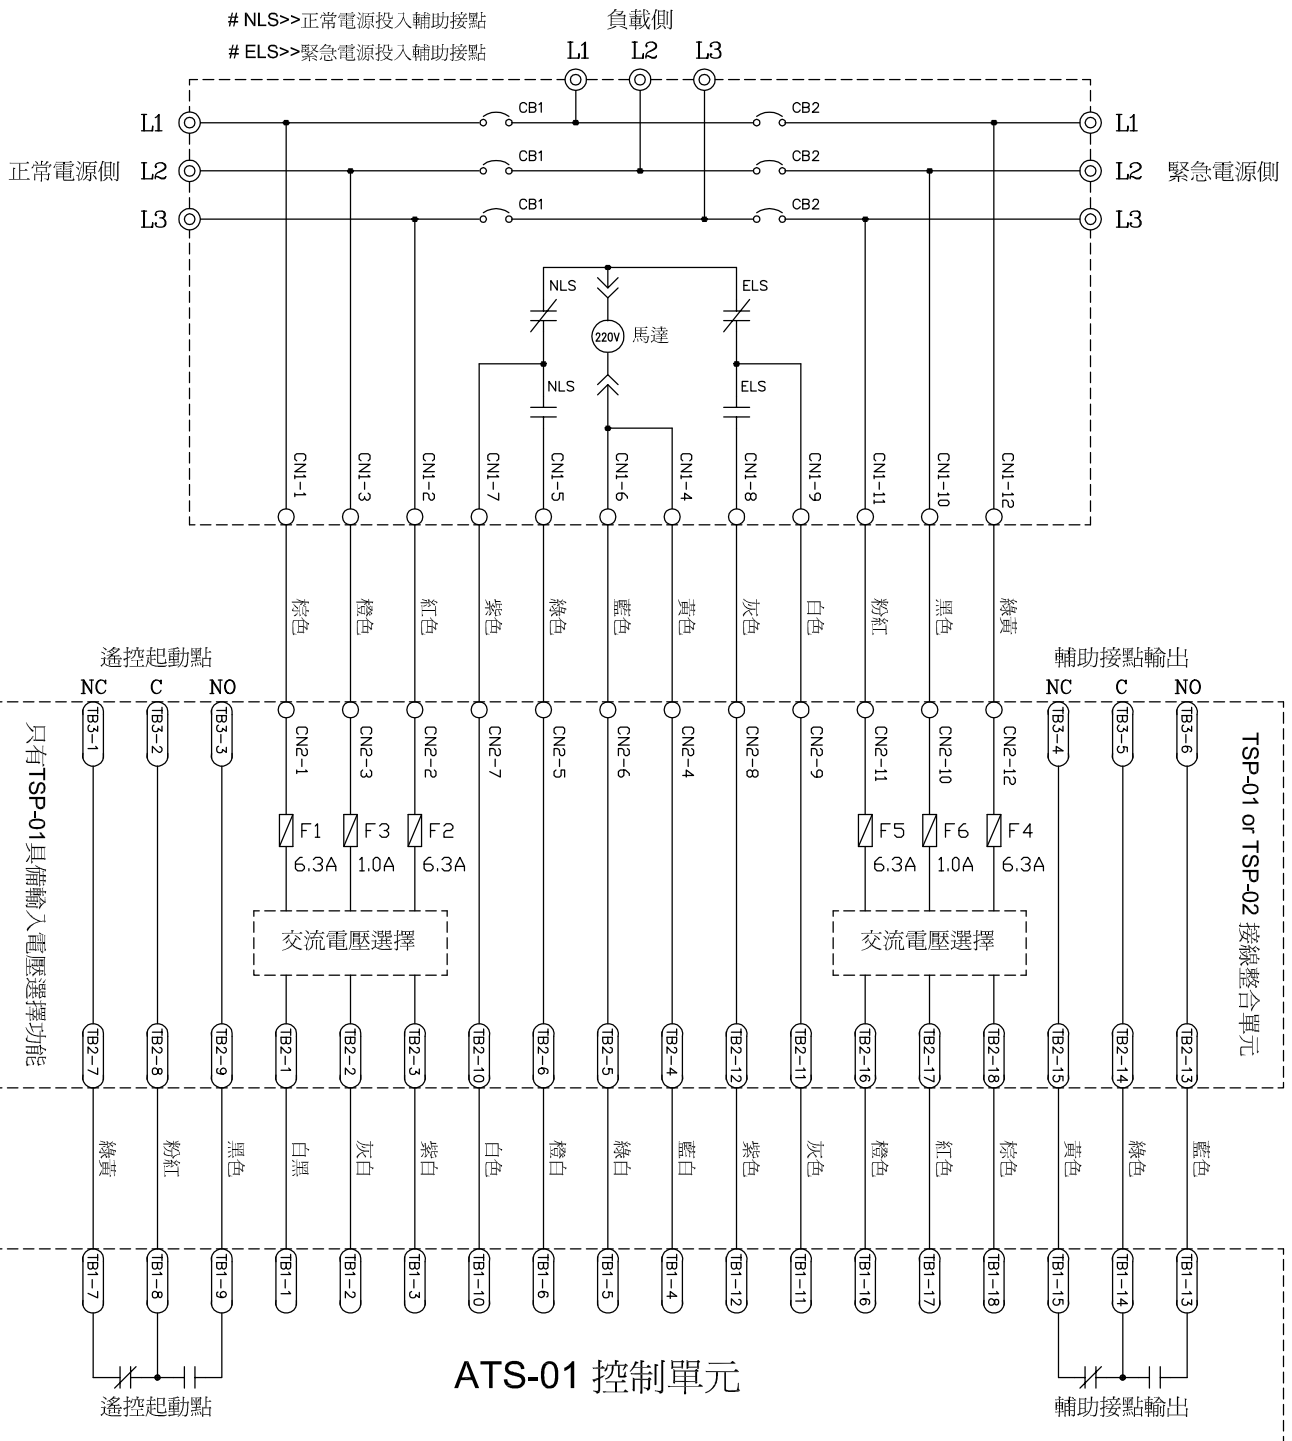 # NLS>>正常電源投入輔助接點
# ELS>>緊急電源投入輔助接點
負載側
L1 L2 L3
L1 CB1 CB2 L1
正常電源側 L2 CB1 CB2 L2 緊急電源側
L3 CB1 CB2 L3
NLS ELS
220V 馬達
NLS ELS
CN1-1 CN1-3 CN1-2 CN1-7 CN1-5 CN1-6 CN1-4 CN1-8 CN1-9 CN1-11 CN1-10 CN1-12
棕色 橙色 紅色 紫色 綠色 藍色 黃色 灰色 白色 粉紅 黑色 綠黃
遙控起動點 輔助接點輸出
NC C NO NC C NO
TB3-1 TB3-2 TB3-3 CN2-1 CN2-3 CN2-2 CN2-7 CN2-5 CN2-6 CN2-4 CN2-8 CN2-9 CN2-11 CN2-10 CN2-12 TB3-4 TB3-5 TB3-6
只有TSP-01具備輸入電壓選擇功能
TSP-01 or TSP-02 接線整合單元
F1 F3 F2 F5 F6 F4
6.3A 1.0A 6.3A 6.3A 1.0A 6.3A
交流電壓選擇 交流電壓選擇
TB2-7 TB2-8 TB2-9 TB2-1 TB2-2 TB2-3 TB2-10 TB2-6 TB2-5 TB2-4 TB2-12 TB2-11 TB2-16 TB2-17 TB2-18 TB2-15 TB2-14 TB2-13
綠黃 粉紅 黑色 白黑 灰白 紫白 白色 橙白 綠白 藍白 紫色 灰色 橙色 紅色 棕色 黃色 綠色 藍色
TB1-7 TB1-8 TB1-9 TB1-1 TB1-2 TB1-3 TB1-10 TB1-6 TB1-5 TB1-4 TB1-12 TB1-11 TB1-16 TB1-17 TB1-18 TB1-15 TB1-14 TB1-13
ATS-01 控制單元
遙控起動點 輔助接點輸出